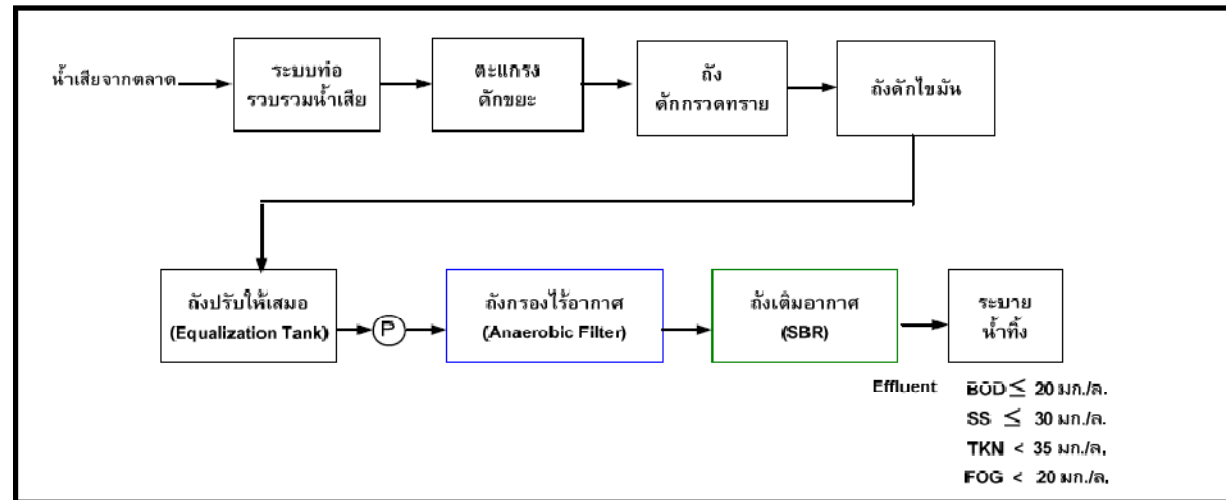 น้ำเสียจากตลาด
ระบบท่อ
รวบรวมน้ำเสีย
ตะแกรง
ดักขยะ
ถัง
ดักกรวดทราย
ถังดักไขมัน
ถังปรับให้เสมอ
(Equalization Tank)
P
ถังกรองไร้อากาศ
(Anaerobic Filter)
ถังเติมอากาศ
(SBR)
ระบาย
น้ำทิ้ง
Effluent BOD ≤ 20 มก./ล.
SS ≤ 30 มก./ล.
TKN < 35 มก./ล.
FOG < 20 มก./ล.